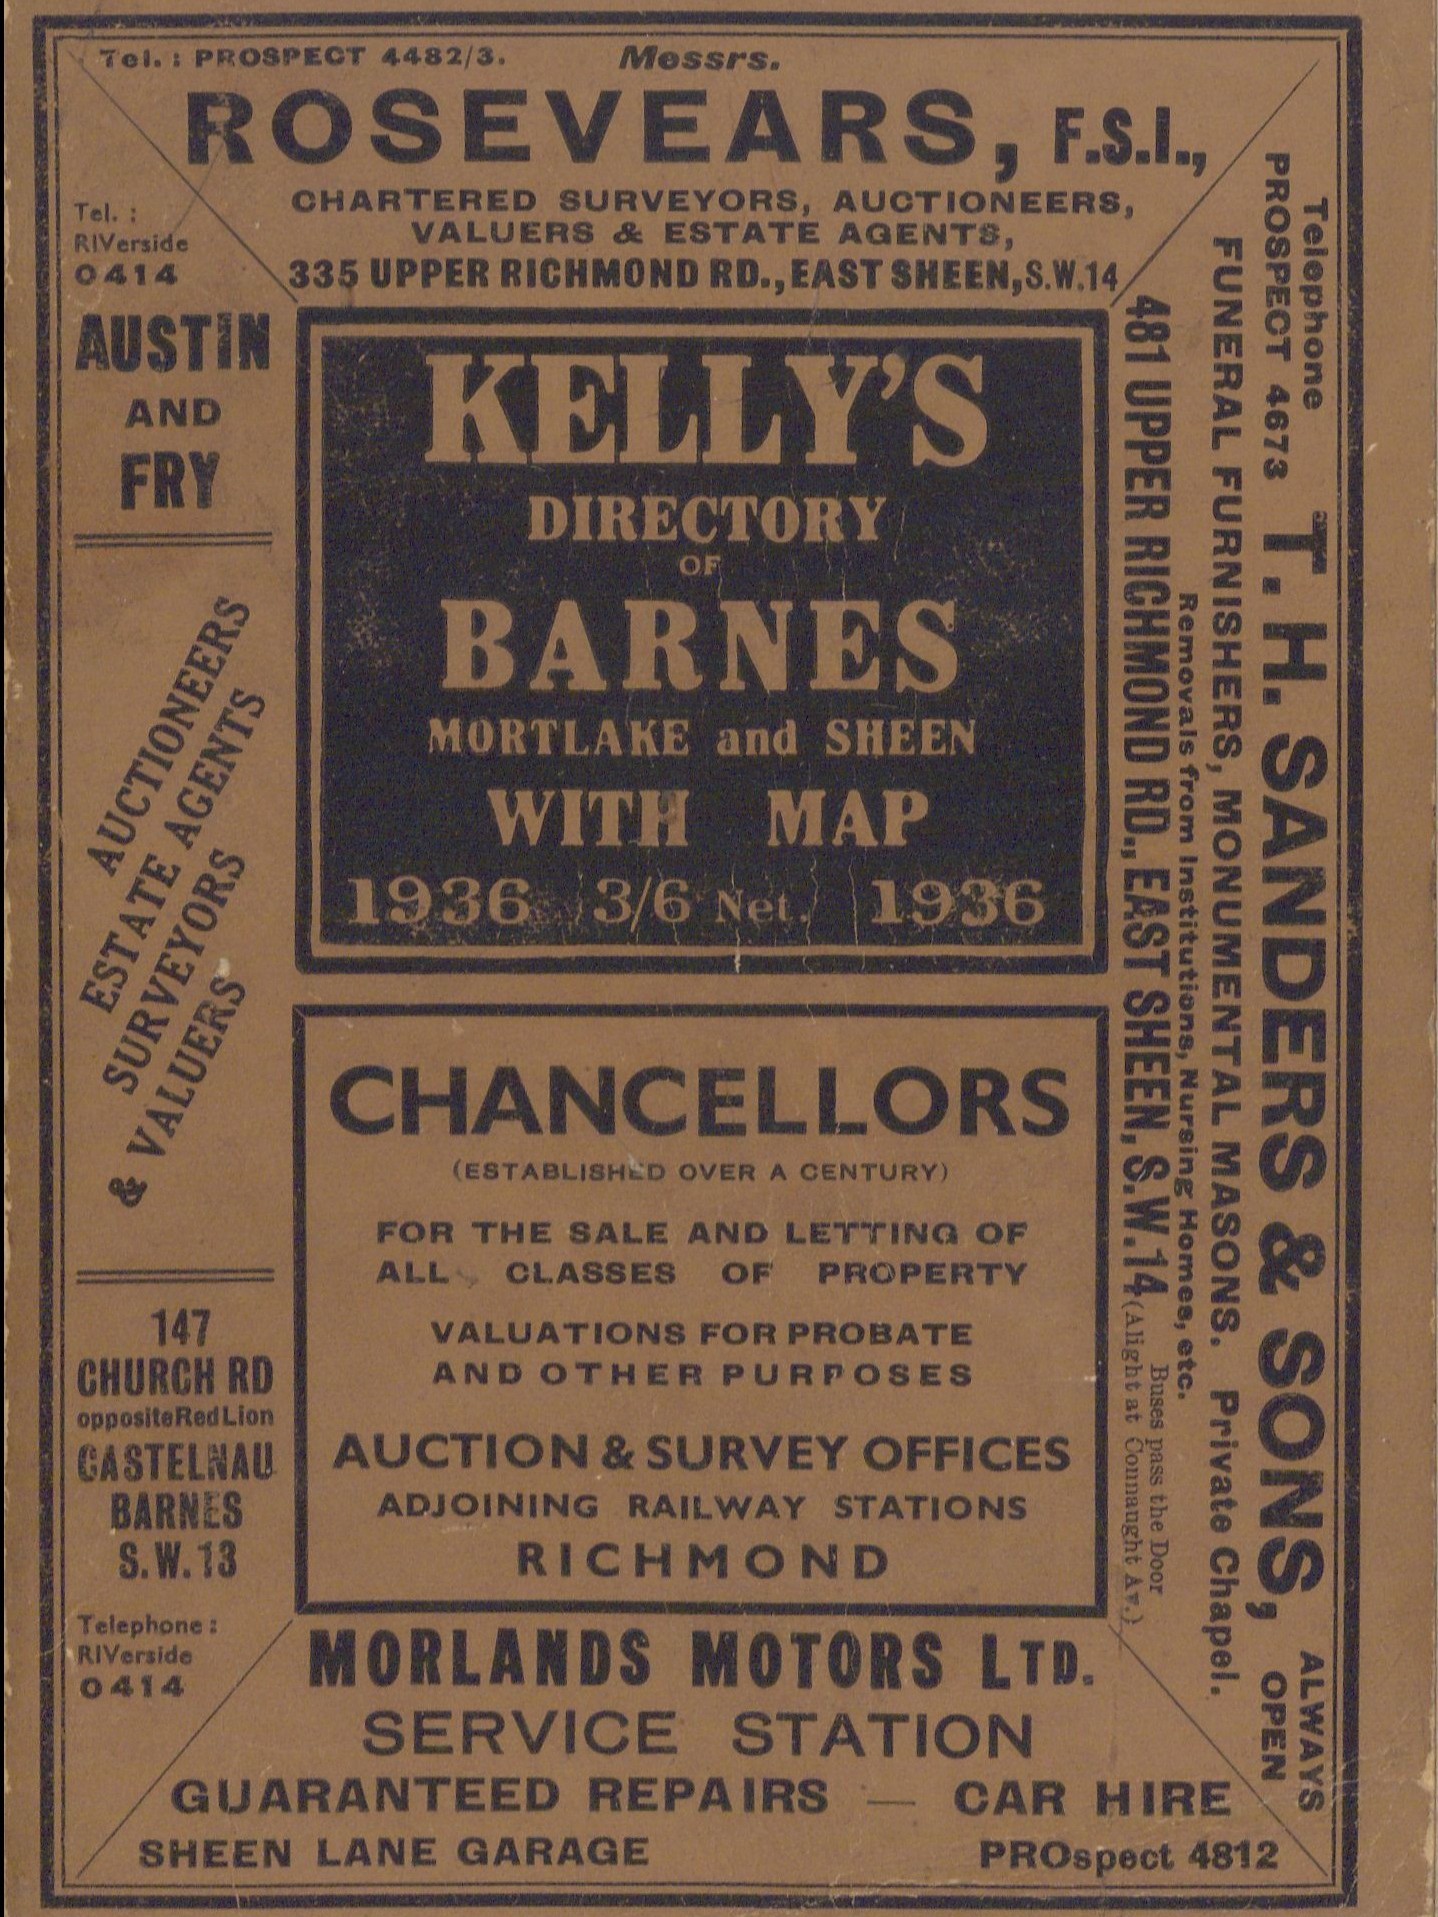 Tel. : PROSPECT 4482/3. Messrs.
ROSEVEARS, F.S.I.,
CHARTERED SURVEYORS, AUCTIONEERS,
VALUERS & ESTATE AGENTS,
335 UPPER RICHMOND RD., EAST SHEEN, S.W.14
Tel. :
RIVerside
0414
AUSTIN
AND
FRY
AUCTIONEERS
ESTATE AGENTS
SURVEYORS
& VALUERS
147
CHURCH RD
opposite Red Lion
CASTELNAU
BARNES
S.W.13
Telephone :
RIVerside
0414
KELLY'S
DIRECTORY
OF
BARNES
MORTLAKE and SHEEN
WITH MAP
1936 3/6 Net. 1936
CHANCELLORS
(ESTABLISHED OVER A CENTURY)
FOR THE SALE AND LETTING OF
ALL CLASSES OF PROPERTY
VALUATIONS FOR PROBATE
AND OTHER PURPOSES
AUCTION & SURVEY OFFICES
ADJOINING RAILWAY STATIONS
RICHMOND
Telephone
PROSPECT 4673
T. H. SANDERS & SONS,
ALWAYS
OPEN
FUNERAL FURNISHERS, MONUMENTAL MASONS. Private Chapel.
Removals from Institutions, Nursing Homes, etc.
481 UPPER RICHMOND RD., EAST SHEEN, S.W.14
Buses pass the Door
(Alight at Connaught Av.)
MORLANDS MOTORS LTD.
SERVICE STATION
GUARANTEED REPAIRS — CAR HIRE
SHEEN LANE GARAGE PROspect 4812